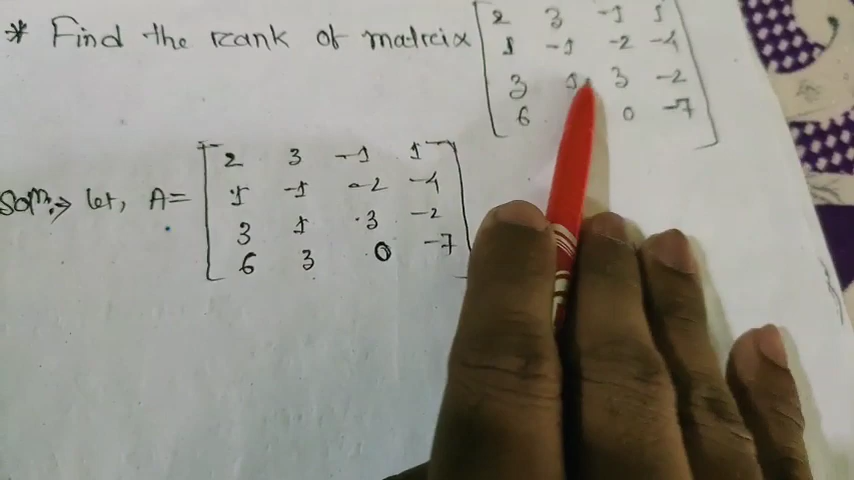 * Find the rank of matrix [ 2 3 -1 1
1 -1 -2 -4
3 1 3 -2
6 0 -7 ]
Soln:→ let, A = [ 2 3 -1 1
1 -1 -2 -4
3 1 3 -2
6 3 0 -7 ]